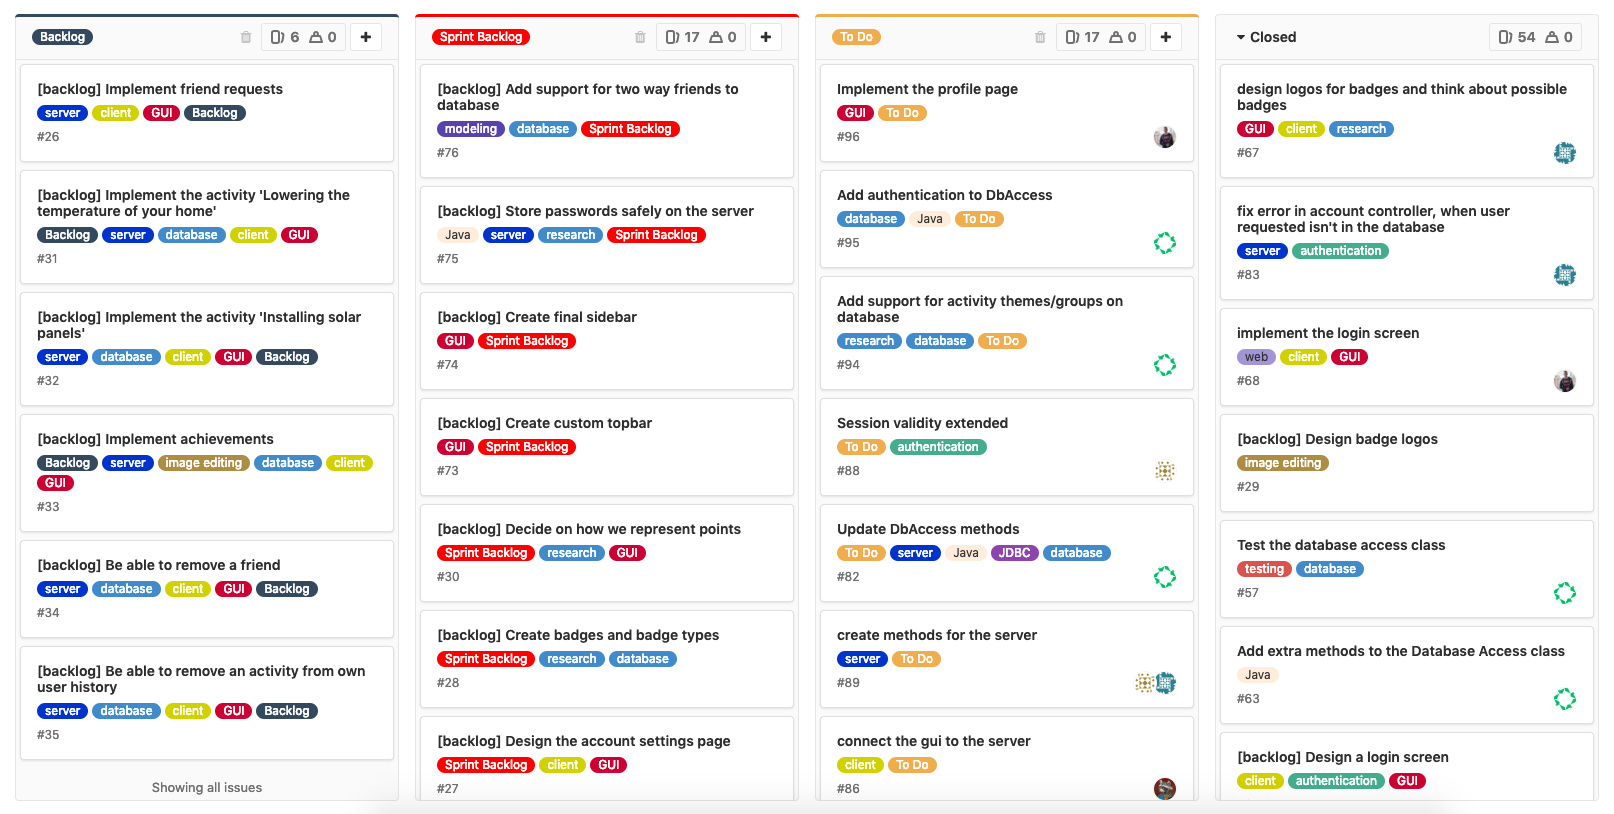 Backlog 6 0 +
[backlog] Implement friend requests
server client GUI Backlog
#26
[backlog] Implement the activity 'Lowering the
temperature of your home'
Backlog server database client GUI
#31
[backlog] Implement the activity 'Installing solar
panels'
server database client GUI Backlog
#32
[backlog] Implement achievements
Backlog server image editing database client
GUI
#33
[backlog] Be able to remove a friend
server database client GUI Backlog
#34
[backlog] Be able to remove an activity from own
user history
server database client GUI Backlog
#35
Showing all issues
Sprint Backlog 17 0 +
[backlog] Add support for two way friends to
database
modeling database Sprint Backlog
#76
[backlog] Store passwords safely on the server
Java server research Sprint Backlog
#75
[backlog] Create final sidebar
GUI Sprint Backlog
#74
[backlog] Create custom topbar
GUI Sprint Backlog
#73
[backlog] Decide on how we represent points
Sprint Backlog research GUI
#30
[backlog] Create badges and badge types
Sprint Backlog research database
#28
[backlog] Design the account settings page
Sprint Backlog client GUI
#27
To Do 17 0 +
Implement the profile page
GUI To Do
#96
Add authentication to DbAccess
database Java To Do
#95
Add support for activity themes/groups on
database
research database To Do
#94
Session validity extended
To Do authentication
#88
Update DbAccess methods
To Do server Java JDBC database
#82
create methods for the server
server To Do
#89
connect the gui to the server
client To Do
#86
Closed 54 0
design logos for badges and think about possible
badges
GUI client research
#67
fix error in account controller, when user
requested isn't in the database
server authentication
#83
implement the login screen
web client GUI
#68
[backlog] Design badge logos
image editing
#29
Test the database access class
testing database
#57
Add extra methods to the Database Access class
Java
#63
[backlog] Design a login screen
client authentication GUI